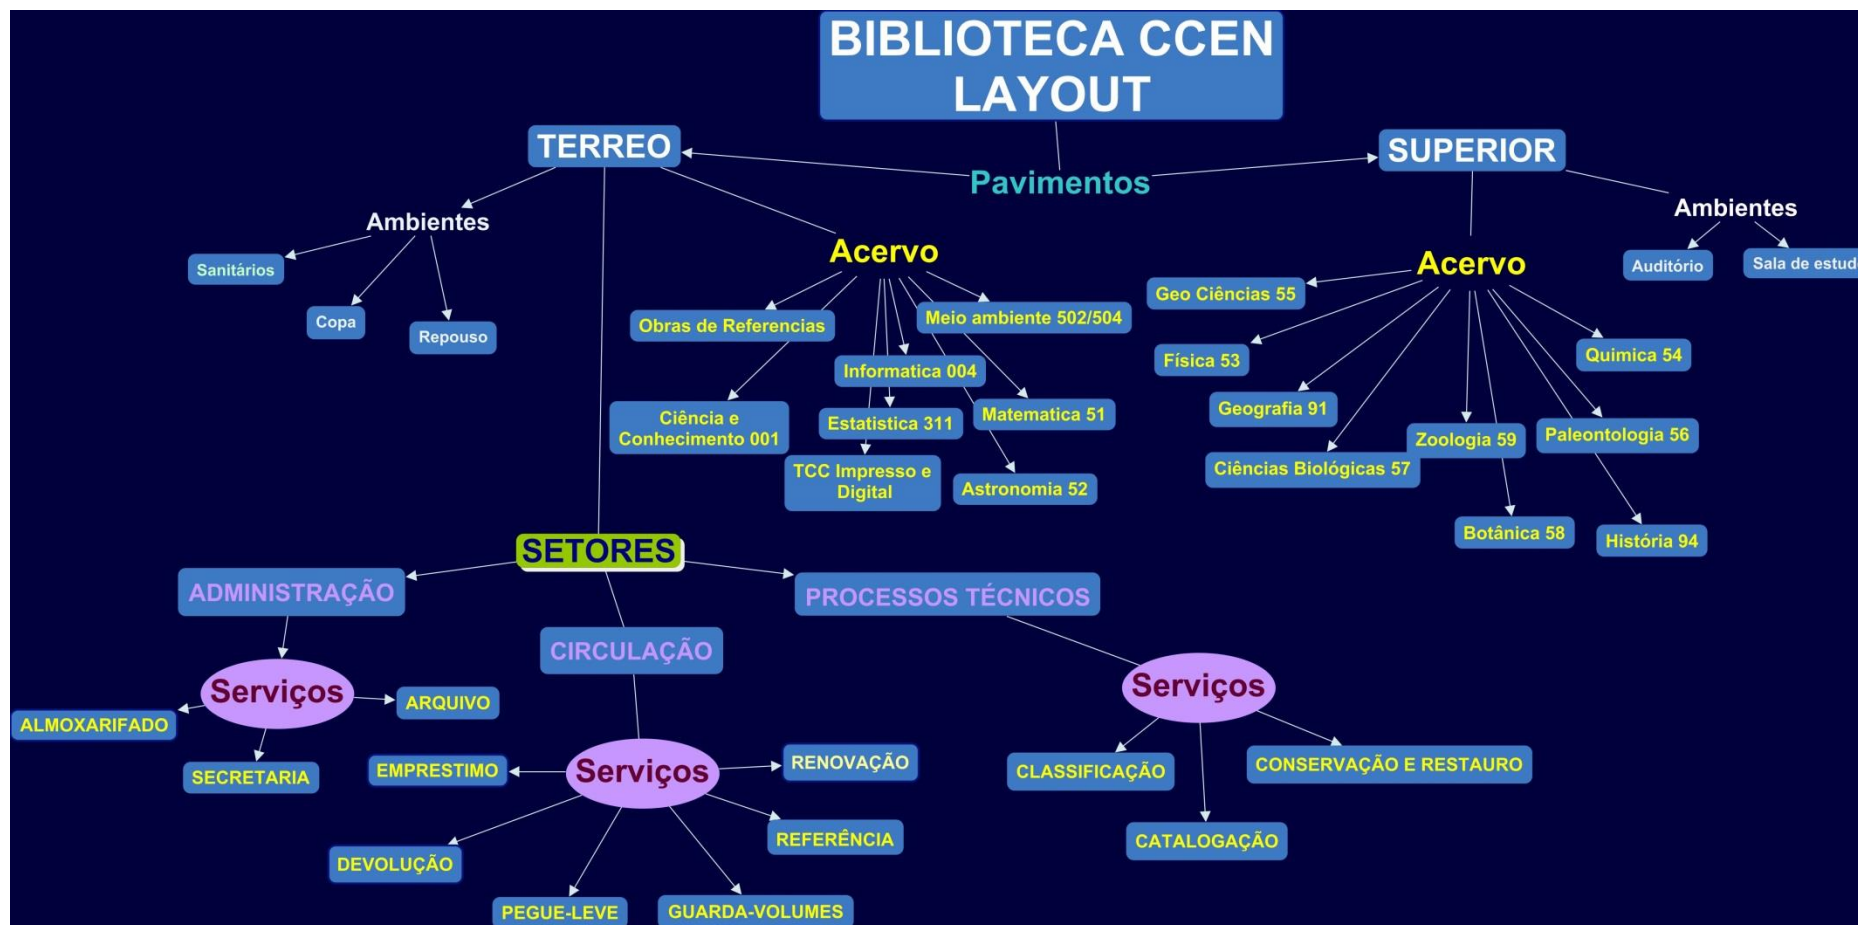 BIBLIOTECA CCEN
LAYOUT
TERREO
SUPERIOR
Pavimentos
Ambientes
Ambientes
Acervo
Acervo
Sanitários
Auditório
Sala de estudo
Geo Ciências 55
Copa
Repouso
Obras de Referencias
Meio ambiente 502/504
Física 53
Quimica 54
Informatica 004
Geografia 91
Ciência e
Conhecimento 001
Estatistica 311
Matematica 51
Zoologia 59
Paleontologia 56
Ciências Biológicas 57
TCC Impresso e
Digital
Astronomia 52
Botânica 58
História 94
SETORES
ADMINISTRAÇÃO
PROCESSOS TÉCNICOS
CIRCULAÇÃO
Serviços
Serviços
ALMOXARIFADO
ARQUIVO
SECRETARIA
EMPRESTIMO
Serviços
RENOVAÇÃO
CLASSIFICAÇÃO
CONSERVAÇÃO E RESTAURO
REFERÊNCIA
CATALOGAÇÃO
DEVOLUÇÃO
PEGUE-LEVE
GUARDA-VOLUMES